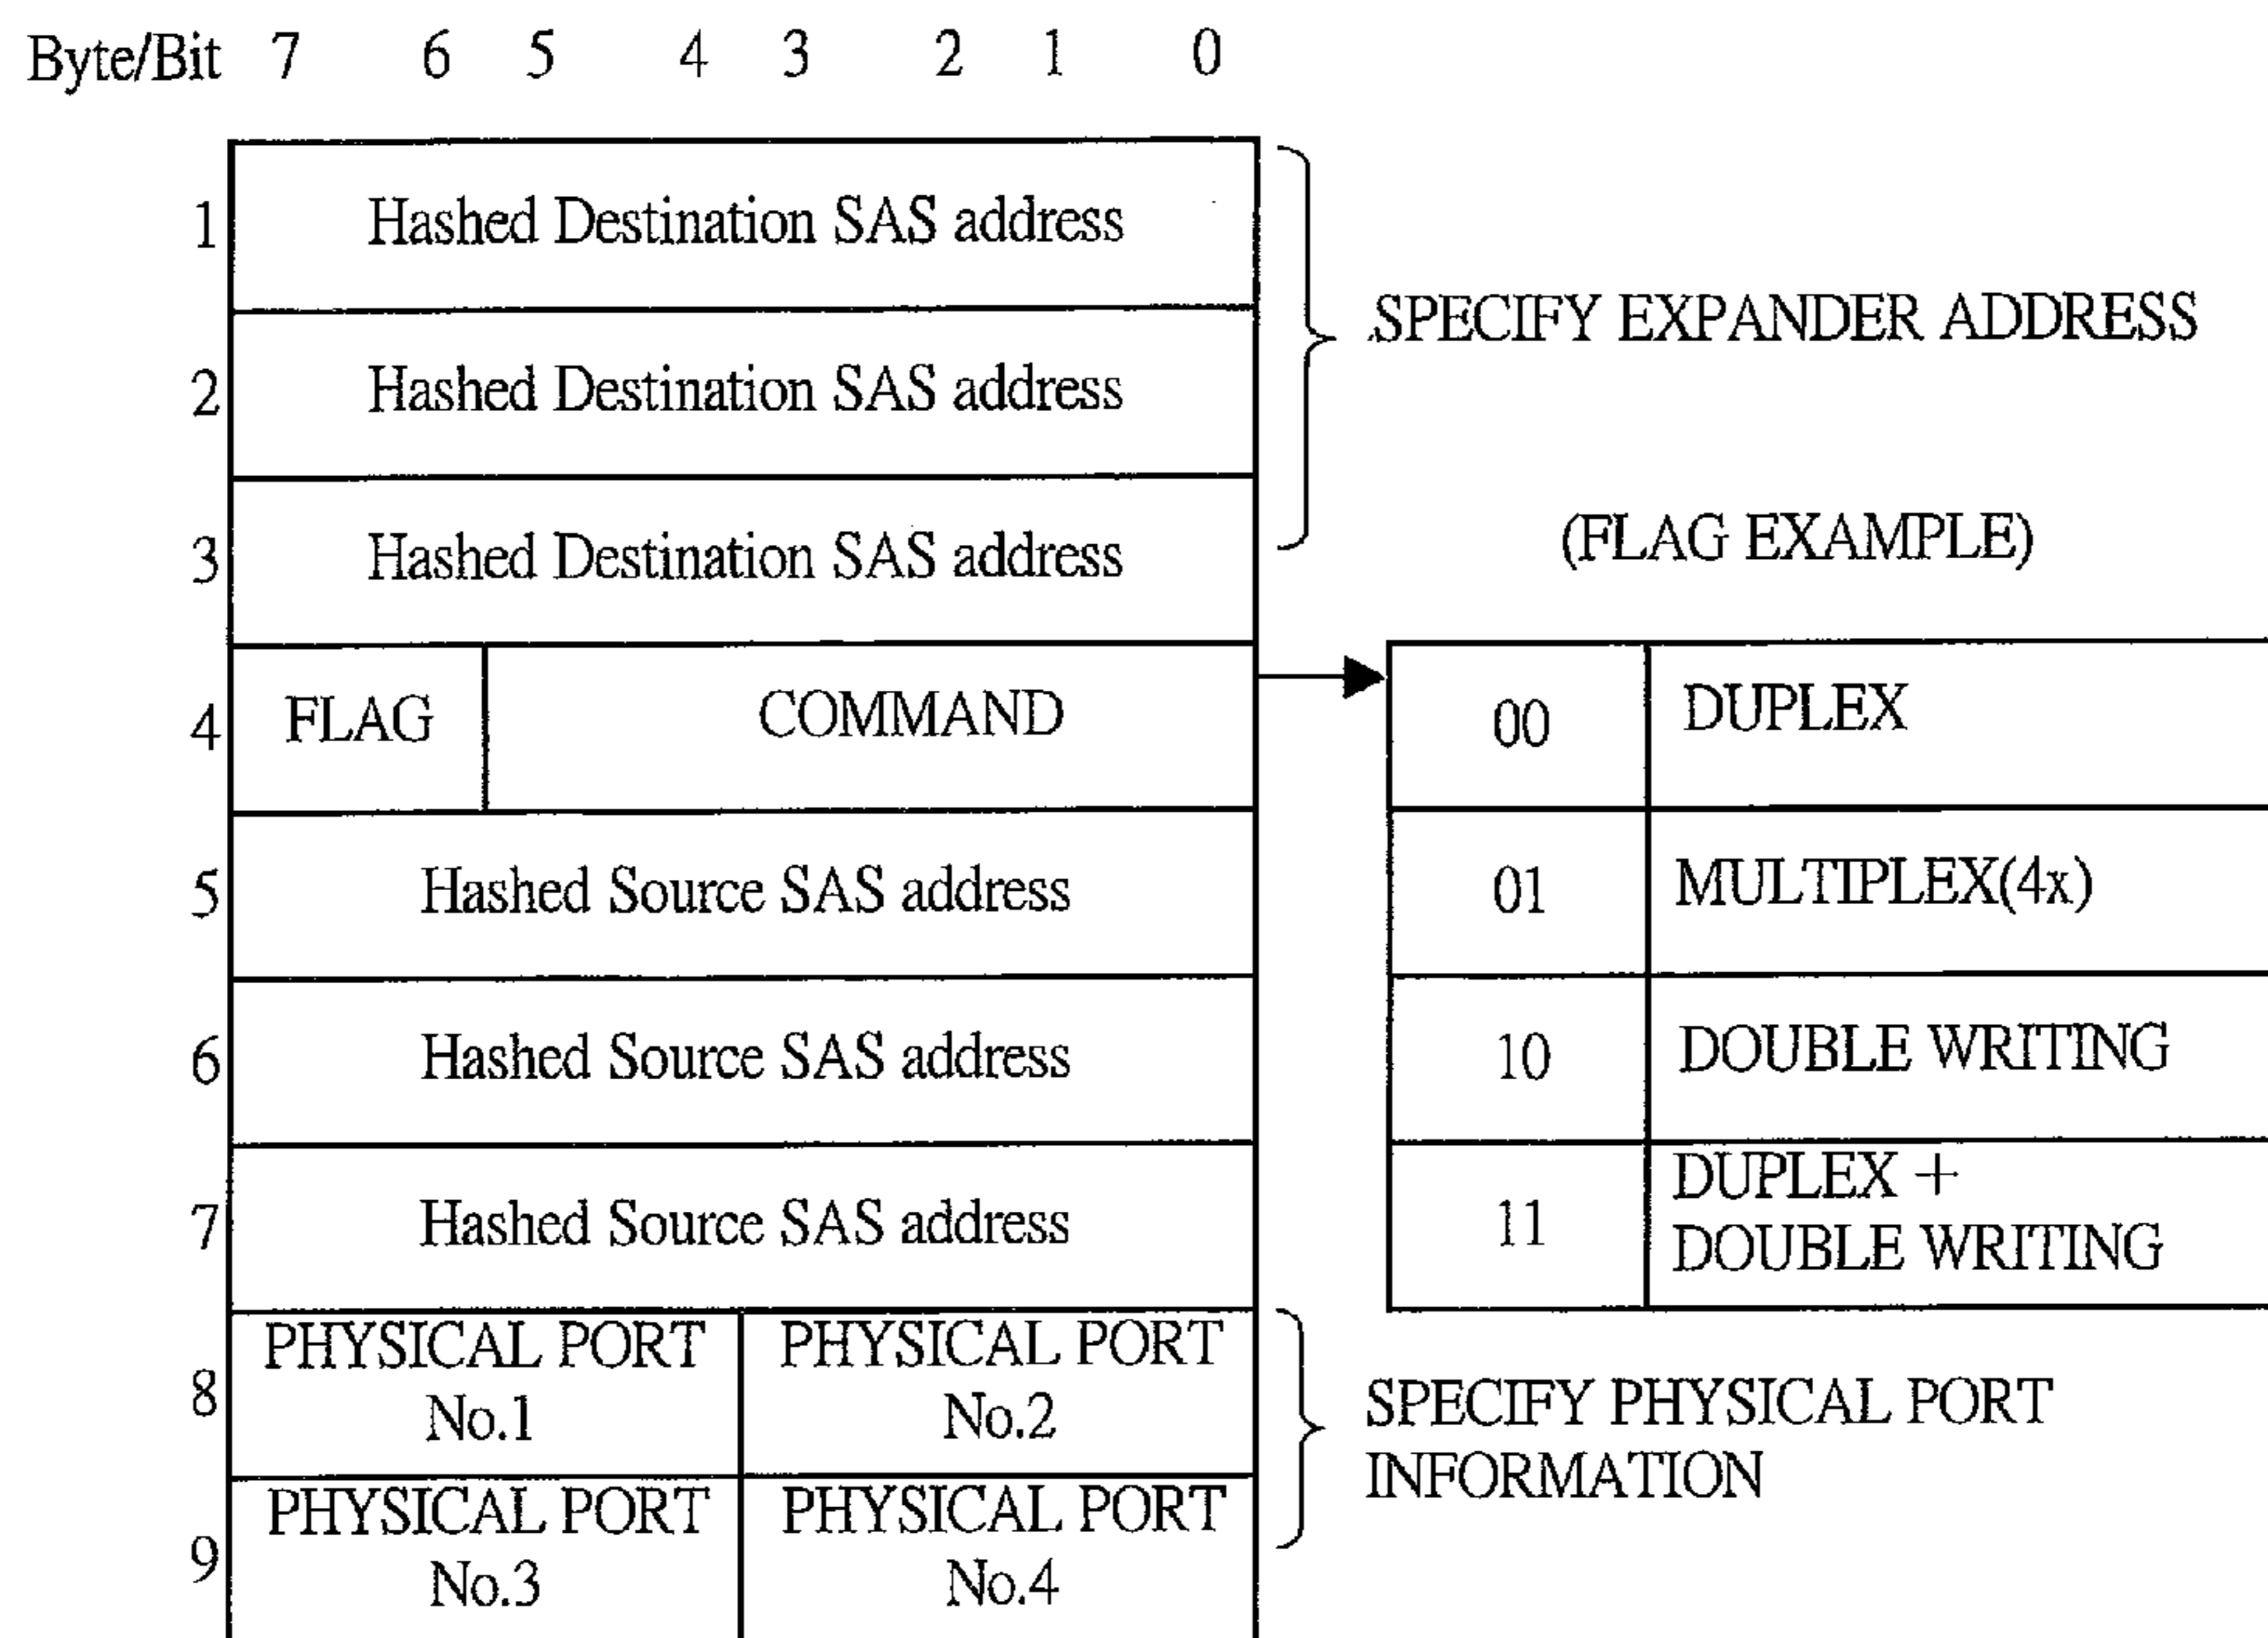 Byte/Bit 7 6 5 4 3 2 1 0
1 Hashed Destination SAS address
SPECIFY EXPANDER ADDRESS
2 Hashed Destination SAS address
3 Hashed Destination SAS address
(FLAG EXAMPLE)
4 FLAG COMMAND
00 DUPLEX
5 Hashed Source SAS address
01 MULTIPLEX(4x)
6 Hashed Source SAS address
10 DOUBLE WRITING
7 Hashed Source SAS address
11 DUPLEX +
DOUBLE WRITING
8 PHYSICAL PORT
No.1
PHYSICAL PORT
No.2
SPECIFY PHYSICAL PORT
INFORMATION
9 PHYSICAL PORT
No.3
PHYSICAL PORT
No.4